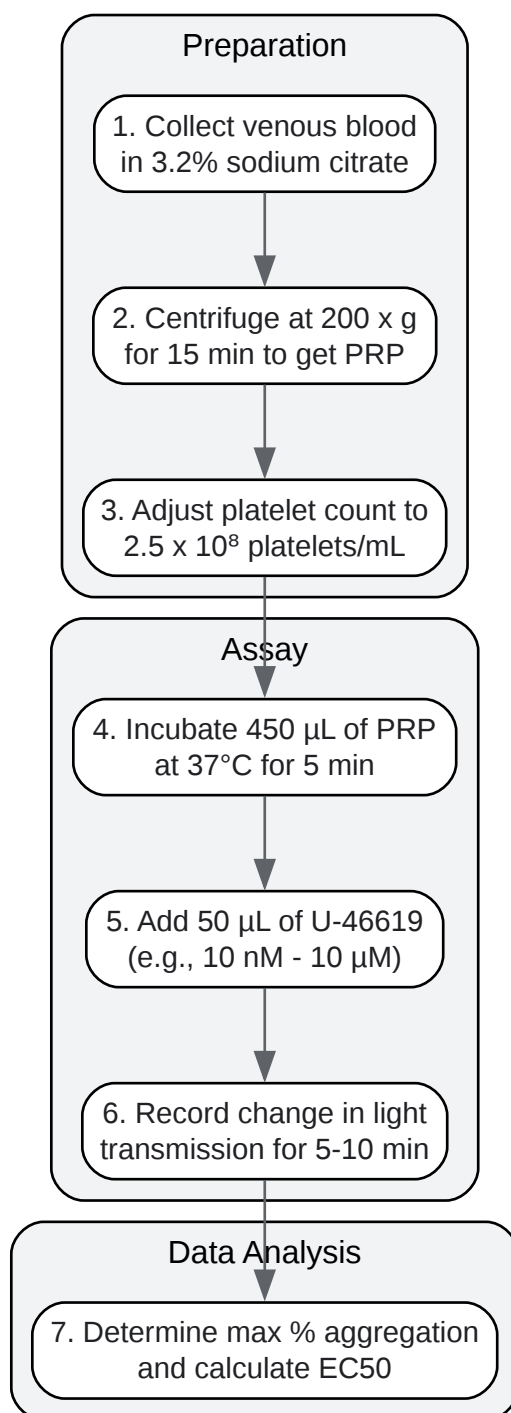 Preparation
1. Collect venous blood
in 3.2% sodium citrate
2. Centrifuge at 200 x g
for 15 min to get PRP
3. Adjust platelet count to
2.5 x 10⁸ platelets/mL
Assay
4. Incubate 450 µL of PRP
at 37°C for 5 min
5. Add 50 µL of U-46619
(e.g., 10 nM - 10 µM)
6. Record change in light
transmission for 5-10 min
Data Analysis
7. Determine max % aggregation
and calculate EC50